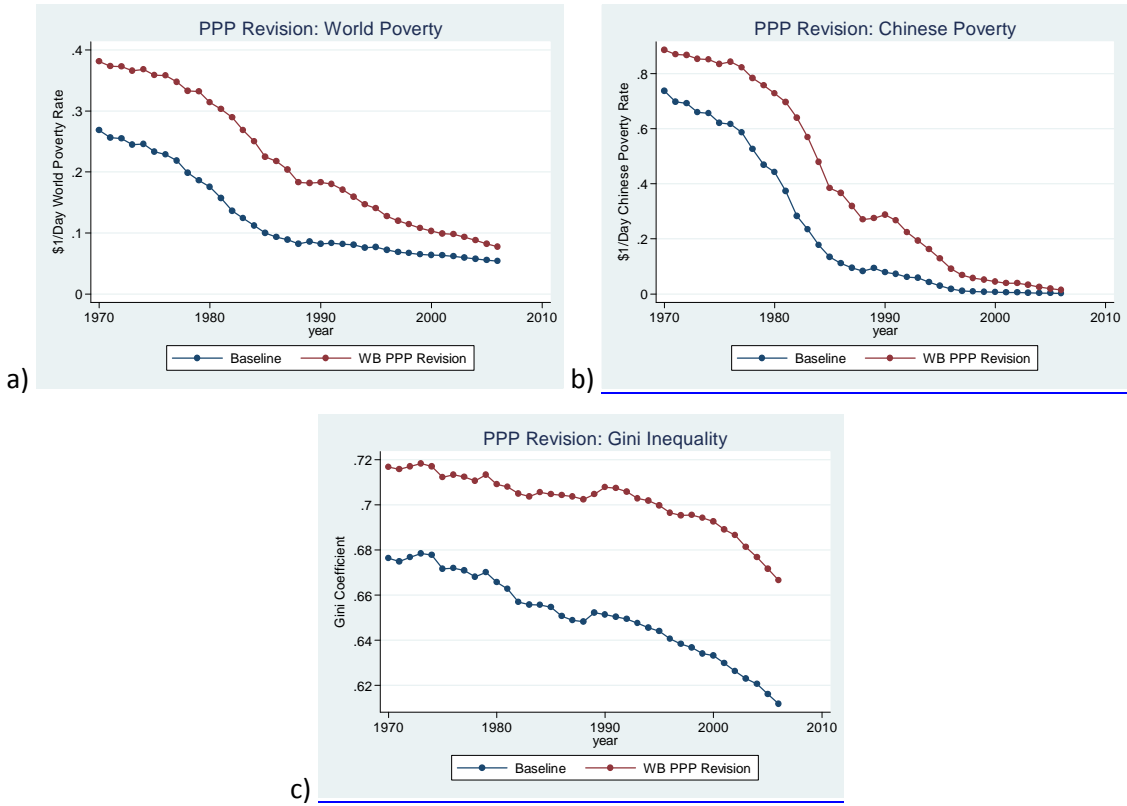 PPP Revision: World Poverty
$1/Day World Poverty Rate
.4
.3
.2
.1
0
1970 1980 1990 2000 2010
year
Baseline WB PPP Revision
a)
PPP Revision: Chinese Poverty
$1/Day Chinese Poverty Rate
.8
.6
.4
.2
0
1970 1980 1990 2000 2010
year
Baseline WB PPP Revision
b)
PPP Revision: Gini Inequality
Gini Coefficient
.72
.7
.68
.66
.64
.62
1970 1980 1990 2000 2010
year
Baseline WB PPP Revision
c)